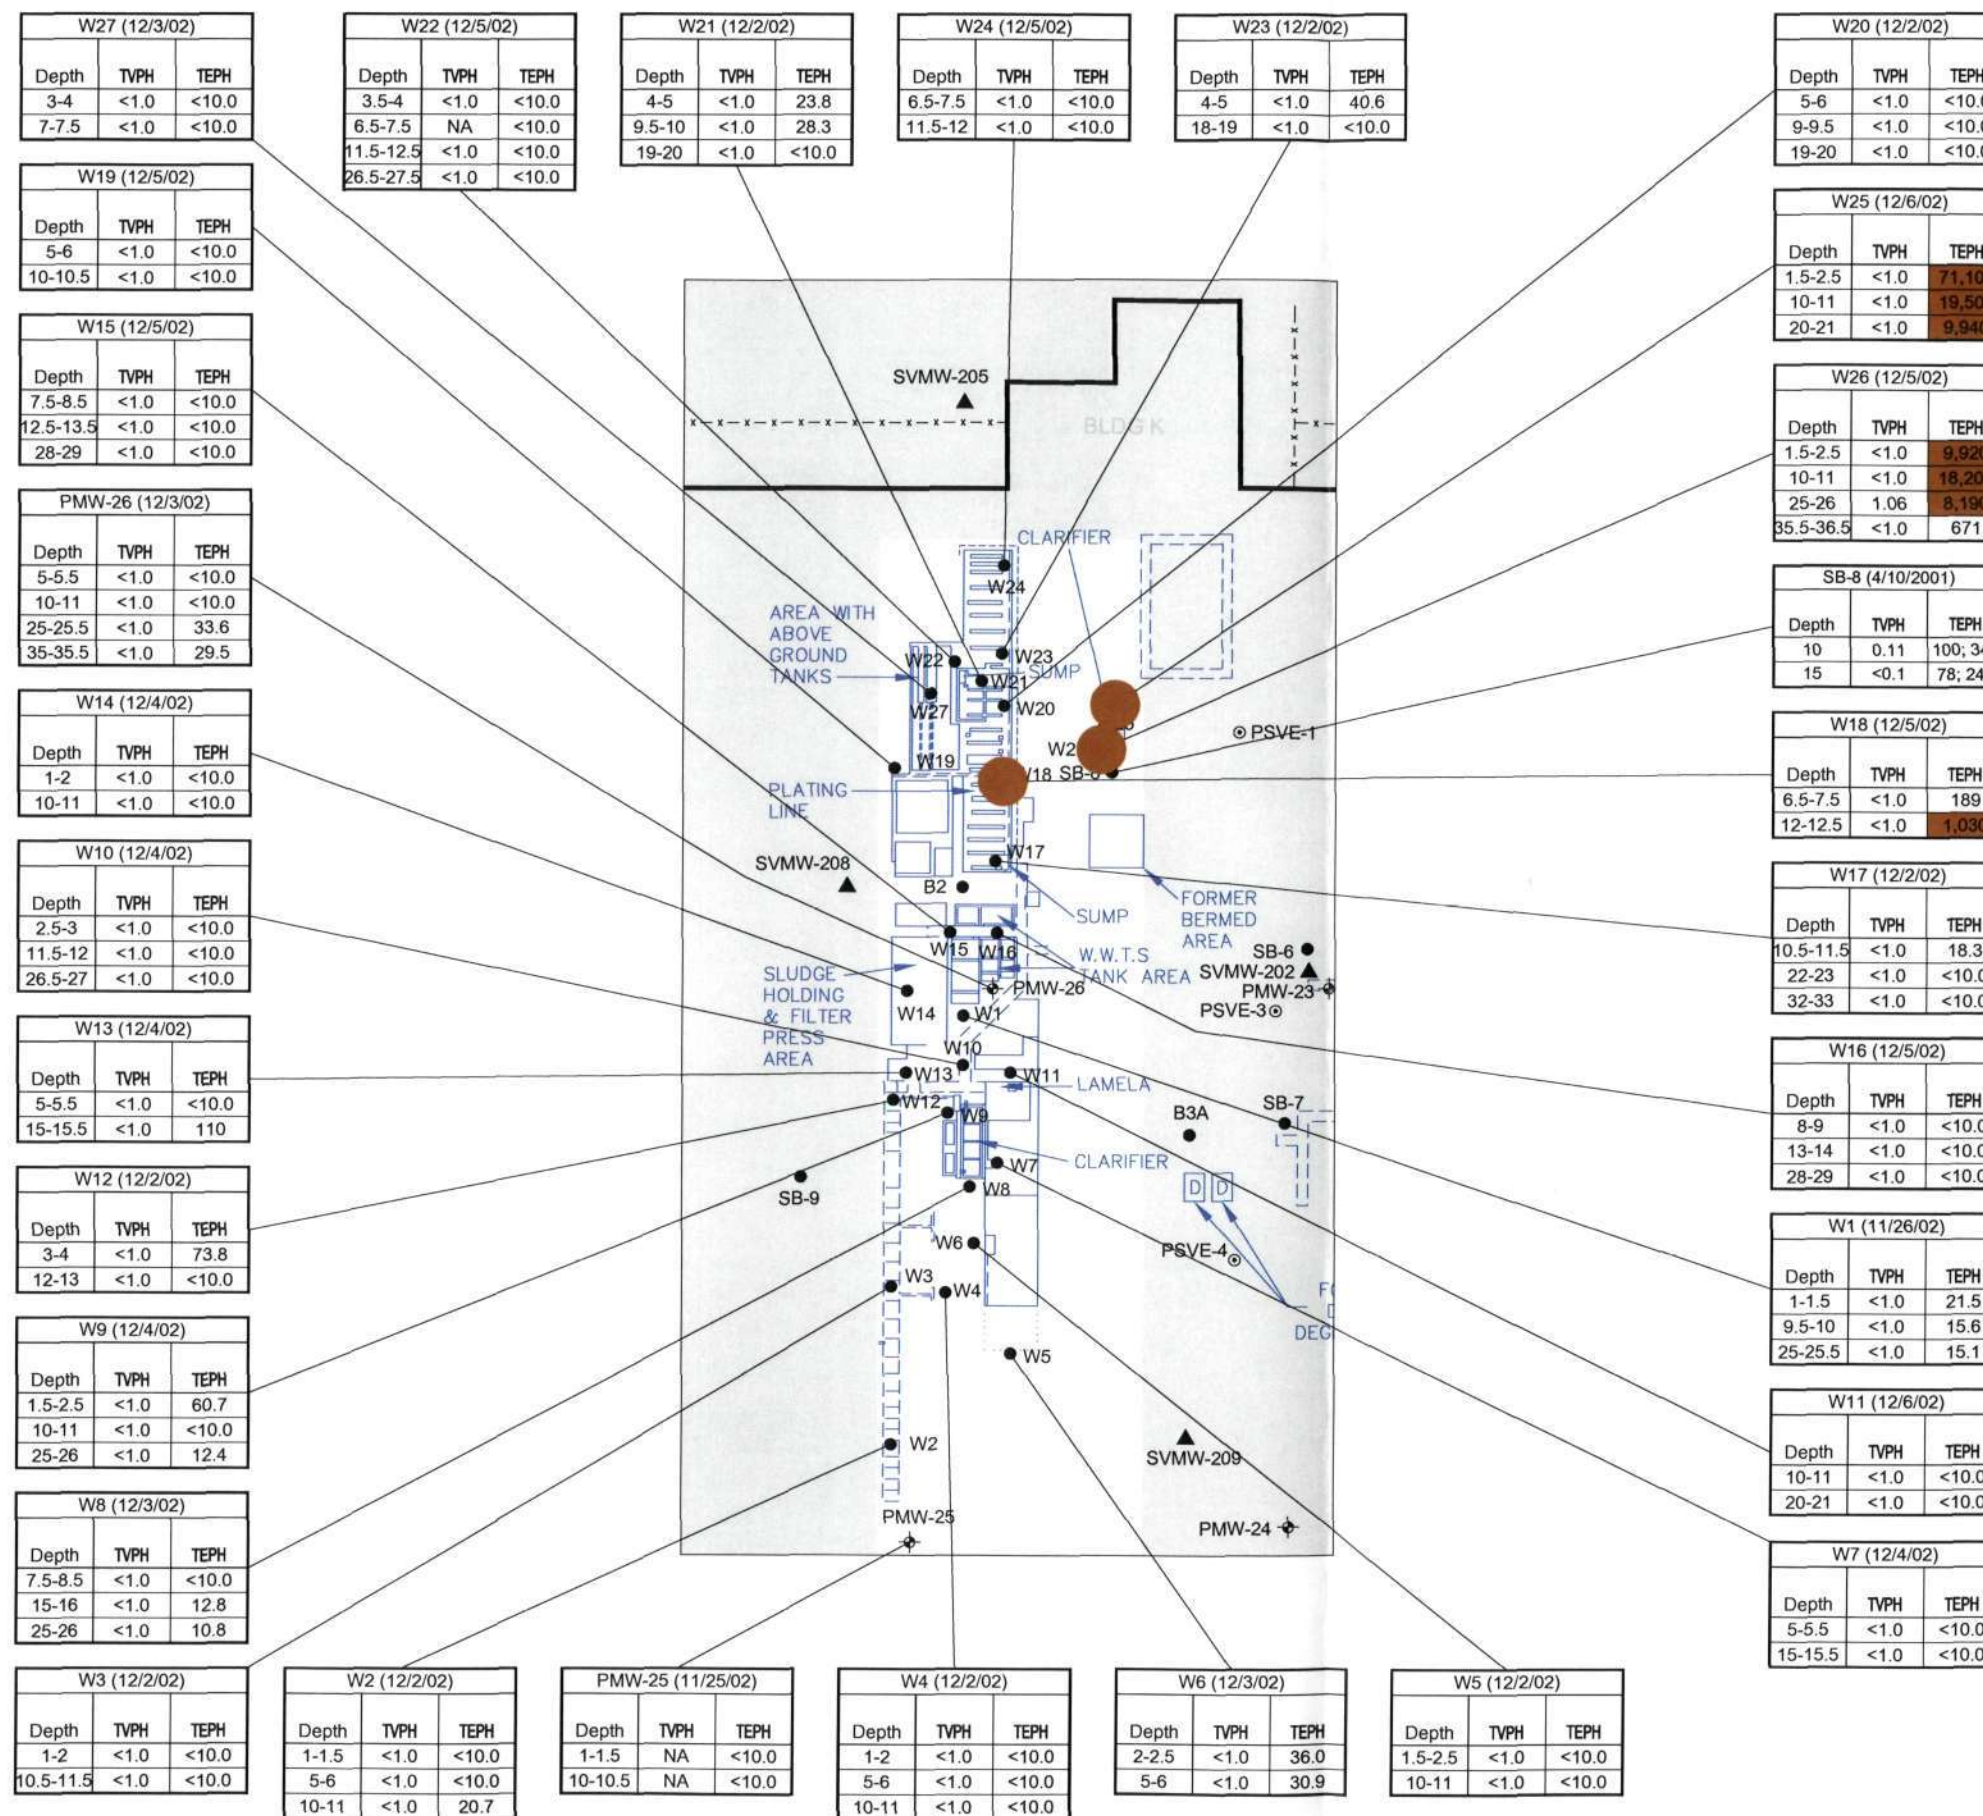 W27 (12/3/02)
Depth TVPH TEPH
3-4 <1.0 <10.0
7-7.5 <1.0 <10.0
W22 (12/5/02)
Depth TVPH TEPH
3.5-4 <1.0 <10.0
6.5-7.5 NA <10.0
11.5-12.5 <1.0 <10.0
26.5-27.5 <1.0 <10.0
W21 (12/2/02)
Depth TVPH TEPH
4-5 <1.0 23.8
9.5-10 <1.0 28.3
19-20 <1.0 <10.0
W24 (12/5/02)
Depth TVPH TEPH
6.5-7.5 <1.0 <10.0
11.5-12 <1.0 <10.0
W23 (12/2/02)
Depth TVPH TEPH
4-5 <1.0 40.6
18-19 <1.0 <10.0
W20 (12/2/02)
Depth TVPH TEPH
5-6 <1.0 <10.0
9-9.5 <1.0 <10.0
19-20 <1.0 <10.0
W19 (12/5/02)
Depth TVPH TEPH
5-6 <1.0 <10.0
10-10.5 <1.0 <10.0
W15 (12/5/02)
Depth TVPH TEPH
7.5-8.5 <1.0 <10.0
12.5-13.5 <1.0 <10.0
28-29 <1.0 <10.0
PMW-26 (12/3/02)
Depth TVPH TEPH
5-5.5 <1.0 <10.0
10-11 <1.0 <10.0
25-25.5 <1.0 33.6
35-35.5 <1.0 29.5
W14 (12/4/02)
Depth TVPH TEPH
1-2 <1.0 <10.0
10-11 <1.0 <10.0
W10 (12/4/02)
Depth TVPH TEPH
2.5-3 <1.0 <10.0
11.5-12 <1.0 <10.0
26.5-27 <1.0 <10.0
W13 (12/4/02)
Depth TVPH TEPH
5-5.5 <1.0 <10.0
15-15.5 <1.0 110
W12 (12/2/02)
Depth TVPH TEPH
3-4 <1.0 73.8
12-13 <1.0 <10.0
W9 (12/4/02)
Depth TVPH TEPH
1.5-2.5 <1.0 60.7
10-11 <1.0 <10.0
25-26 <1.0 12.4
W8 (12/3/02)
Depth TVPH TEPH
7.5-8.5 <1.0 <10.0
15-16 <1.0 12.8
25-26 <1.0 10.8
W3 (12/2/02)
Depth TVPH TEPH
1-2 <1.0 <10.0
10.5-11.5 <1.0 <10.0
SVMW-205
BLDG K
CLARIFIER
W24
AREA WITH
ABOVE
GROUND
TANKS
W22
W23
SUMP
W21
W27
W20
PSVE-1
W19
W18
PLATING
LINE
SVMW-208
W17
B2
SUMP
FORMER
BERMED
AREA
W15
W16
W.W.T.S
TANK AREA
SB-6
SVMW-202
PMW-23
PSVE-3
SLUDGE
HOLDING
& FILTER
PRESS
AREA
PMW-26
W14
W1
W10
W13
W11
LAMELA
W12
W9
B3A
SB-7
W7
CLARIFIER
SB-9
W8
D D
W6
PSVE-4
W3
W4
W5
W2
SVMW-209
PMW-25
PMW-24
W25 (12/6/02)
Depth TVPH TEPH
1.5-2.5 <1.0
10-11 <1.0
20-21 <1.0
W26 (12/5/02)
Depth TVPH TEPH
1.5-2.5 <1.0 9,920
10-11 <1.0
25-26 1.06 8,190
35.5-36.5 <1.0 671
SB-8 (4/10/2001)
Depth TVPH TEPH
10 0.11 100;
15 <0.1 78;
W18 (12/5/02)
Depth TVPH TEPH
6.5-7.5 <1.0 189
12-12.5 <1.0 1,030
W17 (12/2/02)
Depth TVPH TEPH
10.5-11.5 <1.0 18.3
22-23 <1.0 <10.0
32-33 <1.0 <10.0
W16 (12/5/02)
Depth TVPH TEPH
8-9 <1.0 <10.0
13-14 <1.0 <10.0
28-29 <1.0 <10.0
W1 (11/26/02)
Depth TVPH TEPH
1-1.5 <1.0 21.5
9.5-10 <1.0 15.6
25-25.5 <1.0 15.1
W11 (12/6/02)
Depth TVPH TEPH
10-11 <1.0 <10.0
20-21 <1.0 <10.0
W7 (12/4/02)
Depth TVPH TEPH
5-5.5 <1.0 <10.0
15-15.5 <1.0 <10.0
W2 (12/2/02)
Depth TVPH TEPH
1-1.5 <1.0 <10.0
5-6 <1.0 <10.0
10-11 <1.0 20.7
PMW-25 (11/25/02)
Depth TVPH TEPH
1-1.5 NA <10.0
10-10.5 NA <10.0
W4 (12/2/02)
Depth TVPH TEPH
1-2 <1.0 <10.0
5-6 <1.0 <10.0
10-11 <1.0 <10.0
W6 (12/3/02)
Depth TVPH TEPH
2-2.5 <1.0 36.0
5-6 <1.0 30.9
W5 (12/2/02)
Depth TVPH TEPH
1.5-2.5 <1.0 <10.0
10-11 <1.0 <10.0